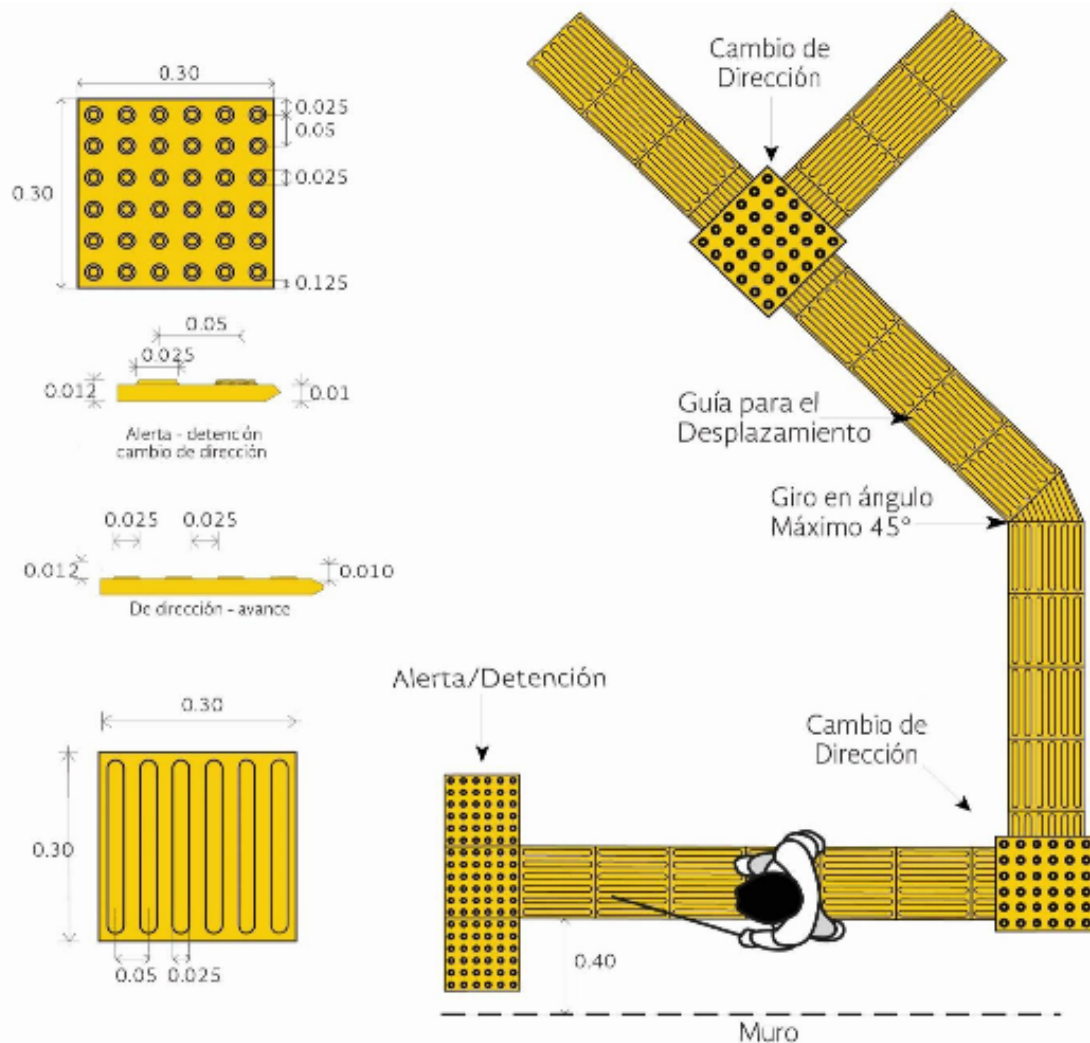 0.30
0.025
0.05
0.30
0.025
0.125
0.05
0.025
0.012
0.01
Alerta - detención
cambio de dirección
0.025
0.025
0.012
0.010
De dirección - avance
0.30
0.30
0.05
0.025
Cambio de
Dirección
Guía para el
Desplazamiento
Giro en ángulo
Máximo 45°
Alerta/Detención
Cambio de
Dirección
0.40
Muro